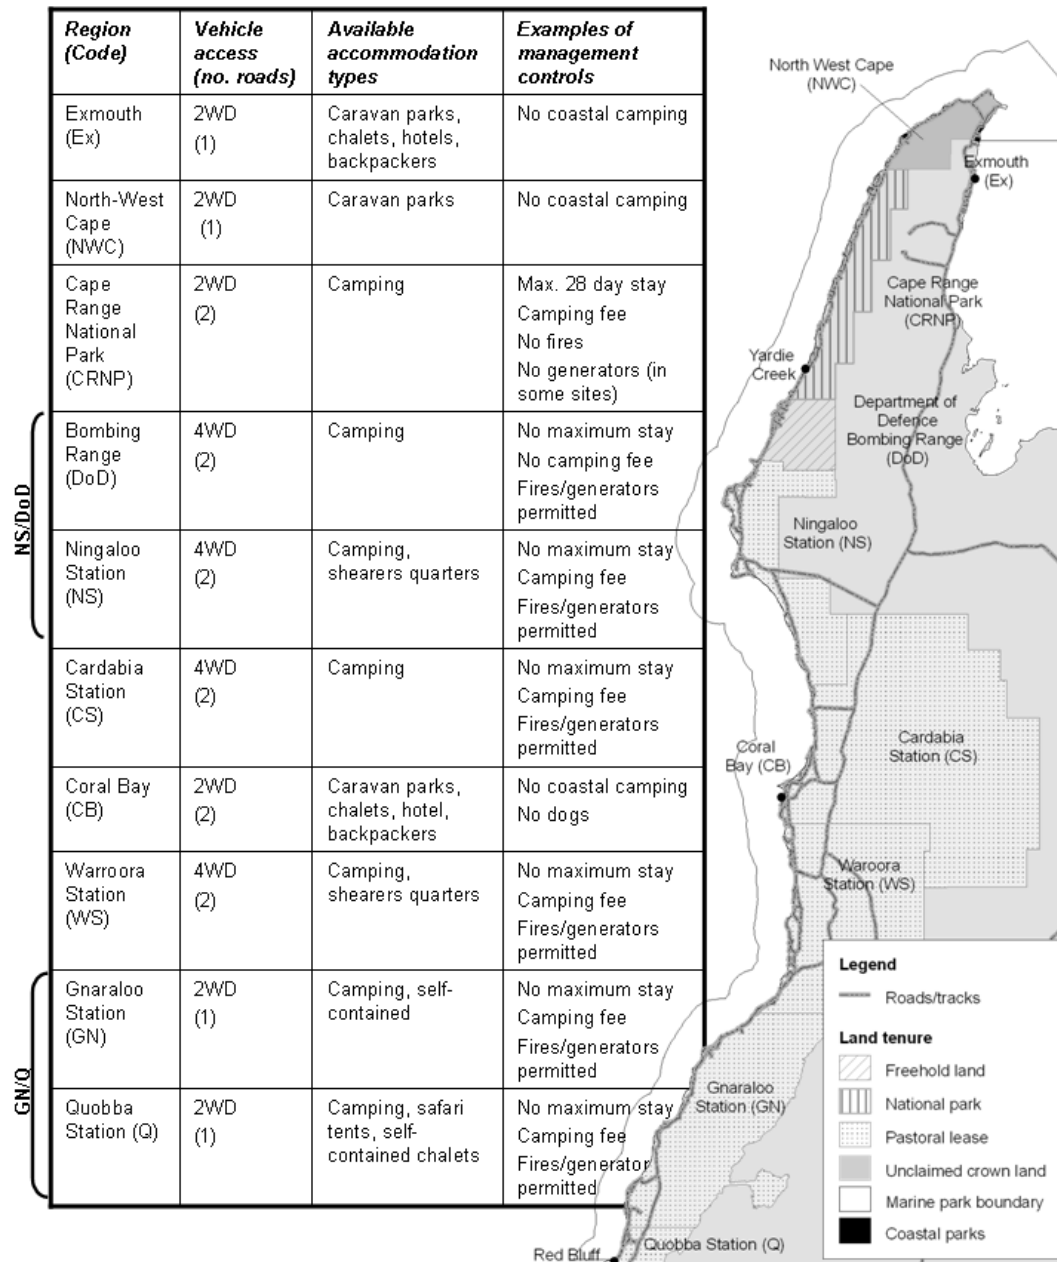 Region
(Code)
Vehicle
access
(no. roads)
Available
accommodation
types
Examples of
management
controls
Exmouth
(Ex)
2WD
(1)
Caravan parks,
chalets, hotels,
backpackers
No coastal camping
North-West
Cape
(NWC)
2WD
(1)
Caravan parks
No coastal camping
Cape
Range
National
Park
(CRNP)
2WD
(2)
Camping
Max. 28 day stay
Camping fee
No fires
No generators (in
some sites)
NS/DoD
Bombing
Range
(DoD)
4WD
(2)
Camping
No maximum stay
No camping fee
Fires/generators
permitted
Ningaloo
Station
(NS)
4WD
(2)
Camping,
shearers quarters
No maximum stay
Camping fee
Fires/generators
permitted
Cardabia
Station
(CS)
4WD
(2)
Camping
No maximum stay
Camping fee
Fires/generators
permitted
Coral Bay
(CB)
2WD
(2)
Caravan parks,
chalets, hotel,
backpackers
No coastal camping
No dogs
Warroora
Station
(WS)
4WD
(2)
Camping,
shearers quarters
No maximum stay
Camping fee
Fires/generators
permitted
GN/Q
Gnaraloo
Station
(GN)
2WD
(1)
Camping, self-
contained
No maximum stay
Camping fee
Fires/generators
permitted
Quobba
Station (Q)
2WD
(1)
Camping, safari
tents, self-
contained chalets
No maximum stay
Camping fee
Fires/generator
permitted
North West Cape
(NWC)
Exmouth
(Ex)
Cape Range
National Park
(CRNP)
Yardie
Creek
Department of
Defence
Bombing Range
(DoD)
Ningaloo
Station (NS)
Cardabia
Station (CS)
Coral
Bay (CB)
Waroora
Station (WS)
Gnaraloo
Station (GN)
Quobba Station (Q)
Red Bluff
Legend
Roads/tracks
Land tenure
Freehold land
National park
Pastoral lease
Unclaimed crown land
Marine park boundary
Coastal parks